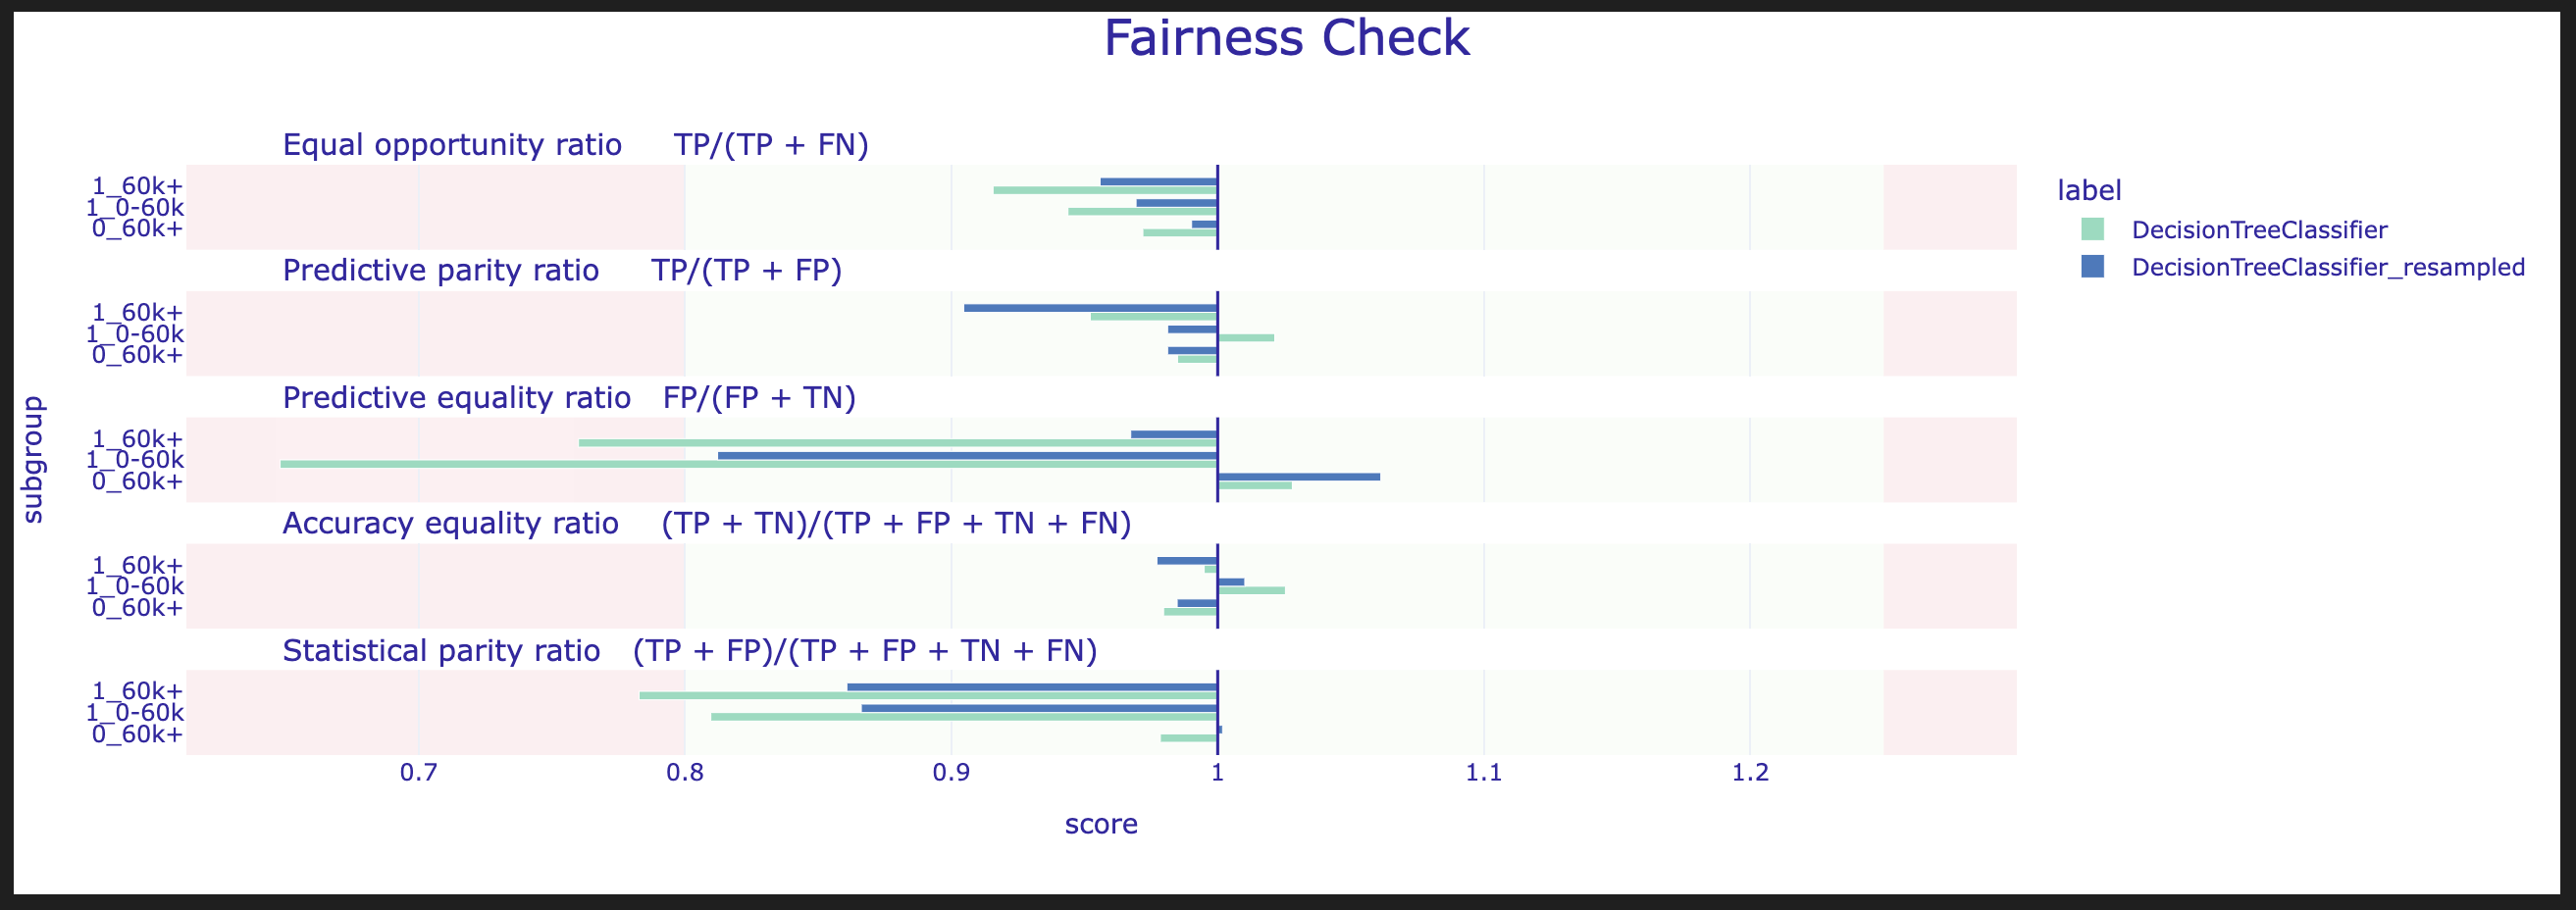 Fairness Check
Equal opportunity ratio TP/(TP + FN)
1_60k+
1_0-60k
0_60k+
Predictive parity ratio TP/(TP + FP)
1_60k+
1_0-60k
0_60k+
Predictive equality ratio FP/(FP + TN)
1_60k+
1_0-60k
0_60k+
Accuracy equality ratio (TP + TN)/(TP + FP + TN + FN)
1_60k+
1_0-60k
0_60k+
Statistical parity ratio (TP + FP)/(TP + FP + TN + FN)
1_60k+
1_0-60k
0_60k+
0.7 0.8 0.9 1 1.1 1.2
score
subgroup
label
DecisionTreeClassifier
DecisionTreeClassifier_resampled